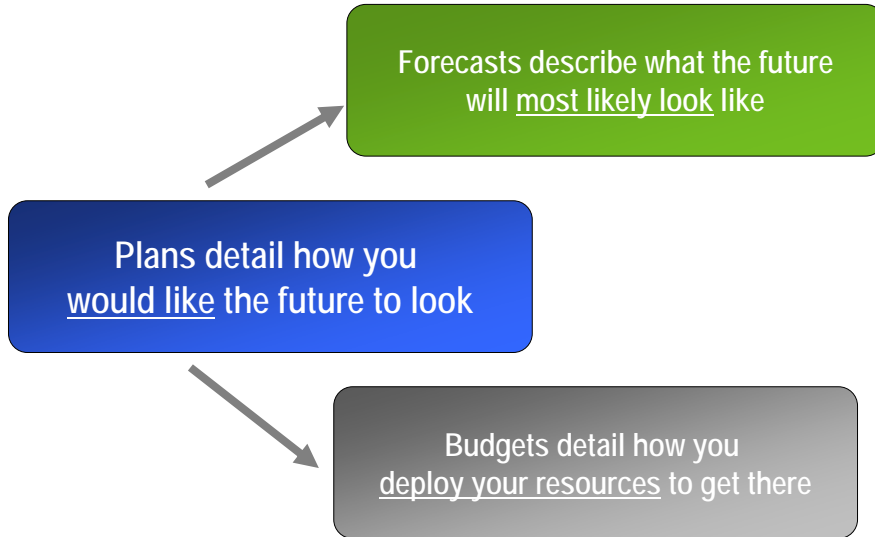 Forecasts describe what the future
will most likely look like
Plans detail how you
would like the future to look
Budgets detail how you
deploy your resources to get there